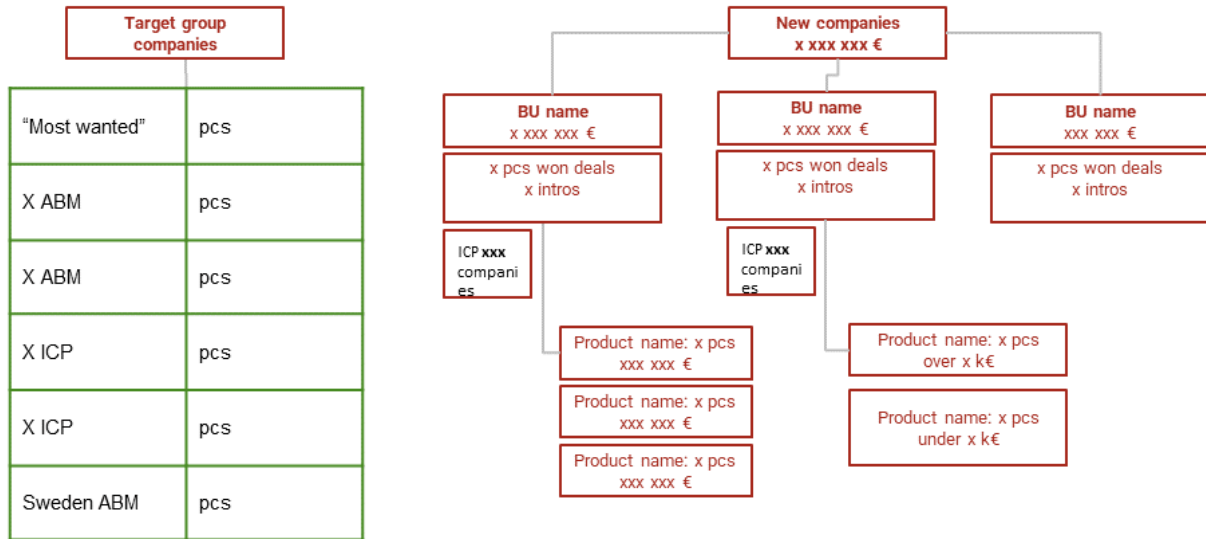 Target group
companies
“Most wanted” pcs
X ABM pcs
X ABM pcs
X ICP pcs
X ICP pcs
Sweden ABM pcs
New companies
x xxx xxx €
BU name
x xxx xxx €
x pcs won deals
x intros
ICP xxx
compani
es
Product name: x pcs
xxx xxx €
Product name: x pcs
xxx xxx €
Product name: x pcs
xxx xxx €
BU name
x xxx xxx €
x pcs won deals
x intros
ICP xxx
compani
es
Product name: x pcs
over x k€
Product name: x pcs
under x k€
BU name
xxx xxx €
x pcs won deals
x intros